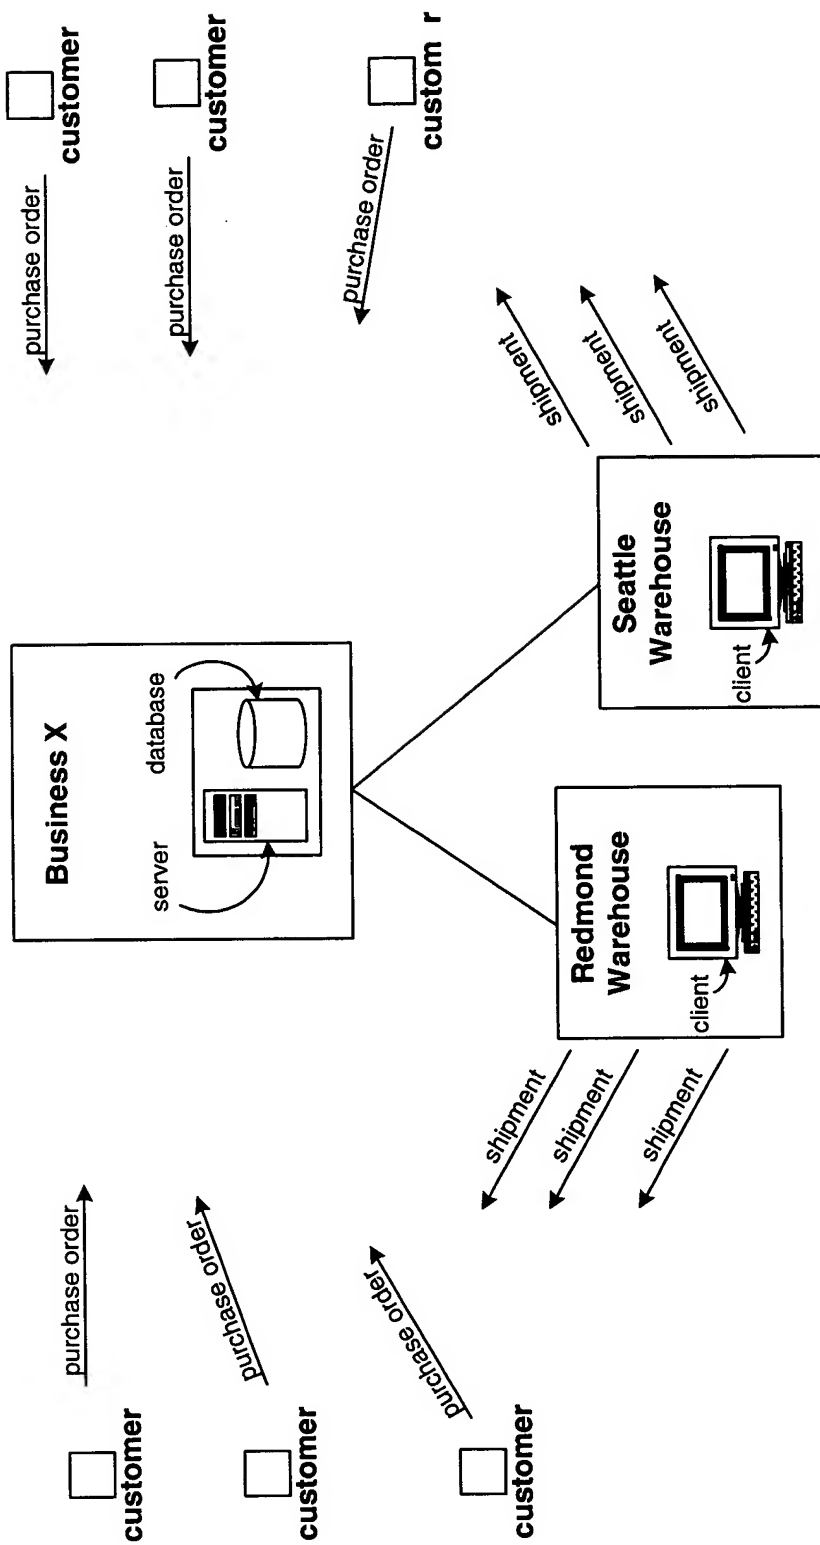 purchase order
customer
purchase order
customer
purchase order
customer
Business X
server
database
purchase order
customer
purchase order
customer
purchase order
custom r
shipment
shipment
shipment
Redmond
Warehouse
client
Seattle
Warehouse
client
shipment
shipment
shipment